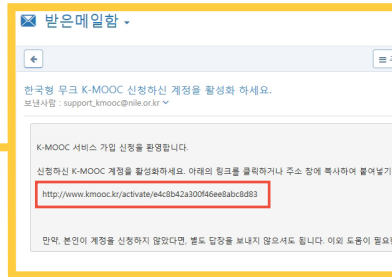 받은메일함
한국형 무크 K-MOOC 신청하신 계정을 활성화 하세요.
보낸사람 : support_kmooc@nile.or.kr
K-MOOC 서비스 가입 신청을 환영합니다.
신청하신 K-MOOC 계정을 활성화하세요. 아래의 링크를 클릭하거나 주소 창에 복사하여 붙여넣기
http://www.kmooc.kr/activate/e4c8b42a300f46ee8abc8d83
만약, 본인이 계정을 신청하지 않았다면, 별도 답장을 보내지 않으셔도 됩니다. 이외 도움이